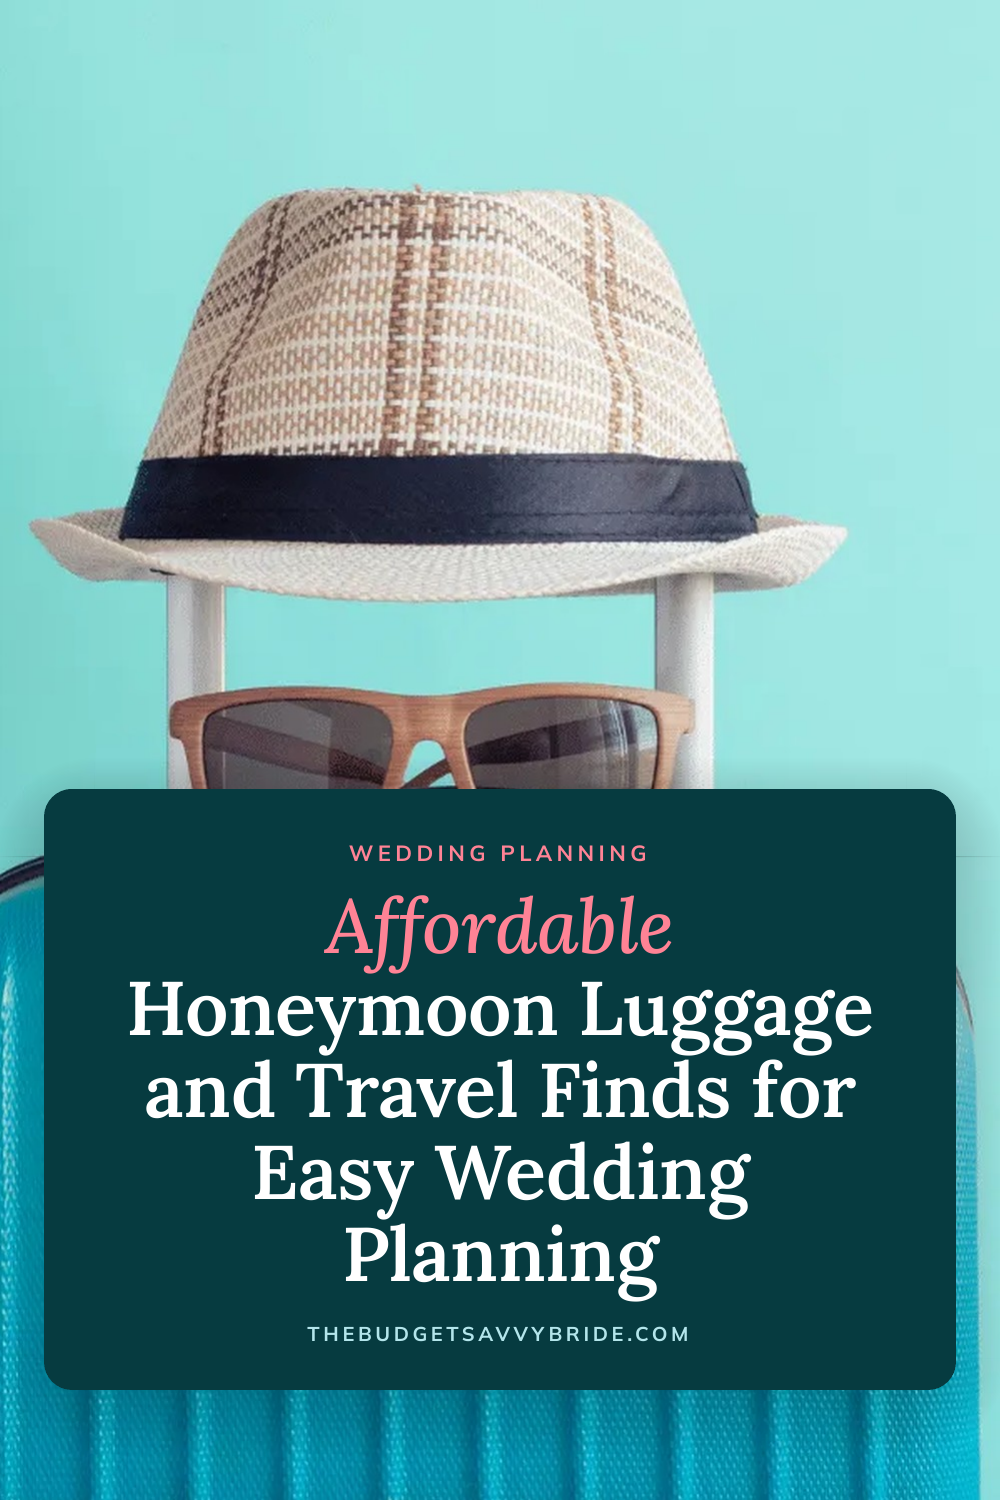 WEDDING PLANNING
Affordable
Honeymoon Luggage
and Travel Finds for
Easy Wedding
Planning
THEBUDGETSAVVYBRIDE.COM